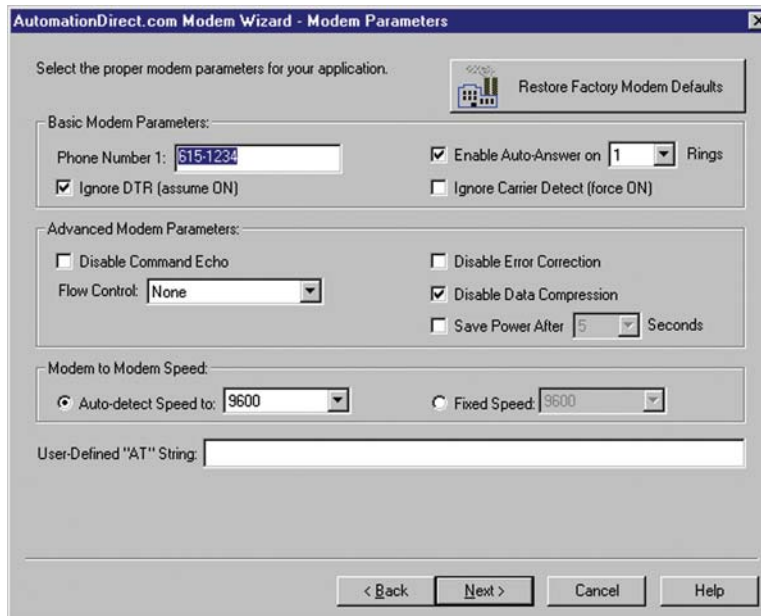 AutomationDirect.com Modem Wizard - Modem Parameters
Select the proper modem parameters for your application.
Restore Factory Modem Defaults
Basic Modem Parameters:
Phone Number 1: 615-1234
Enable Auto-Answer on 1 Rings
Ignore DTR (assume ON)
Ignore Carrier Detect (force ON)
Advanced Modem Parameters:
Disable Command Echo
Disable Error Correction
Flow Control: None
Disable Data Compression
Save Power After 5 Seconds
Modem to Modem Speed:
Auto-detect Speed to: 9600
Fixed Speed: 9600
User-Defined "AT" String:
< Back
Next >
Cancel
Help